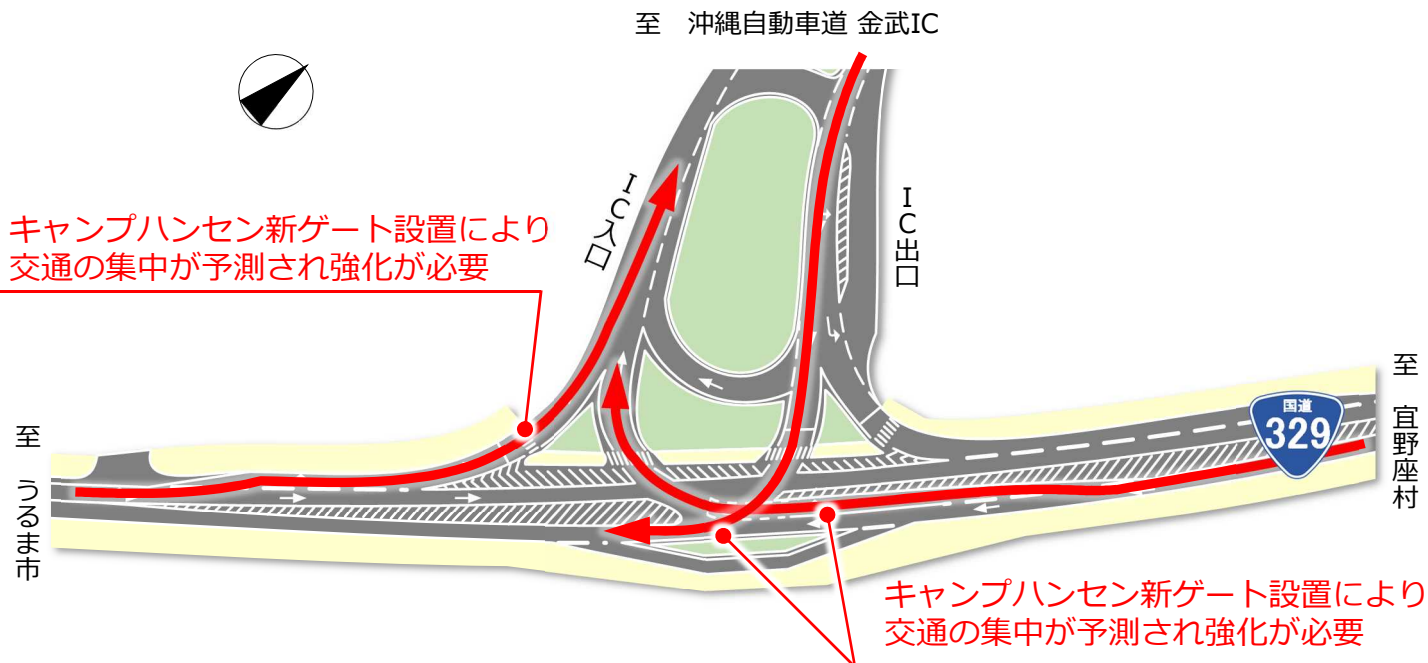 至　沖縄自動車道 金武IC
キャンプハンセン新ゲート設置により
交通の集中が予測され強化が必要
IC入口
IC出口
至　うるま市
国道
329
至　宜野座村
キャンプハンセン新ゲート設置により
交通の集中が予測され強化が必要